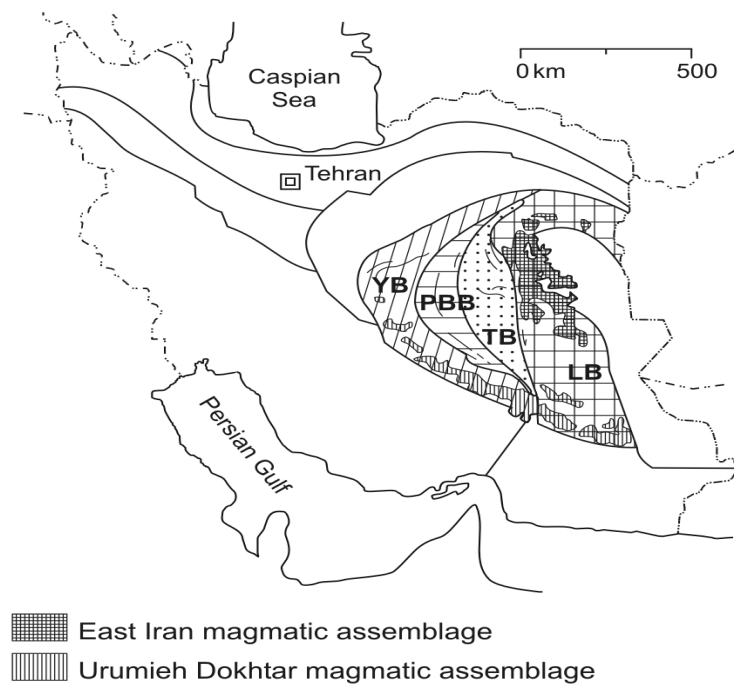 Caspian
Sea
0 km 500
Tehran
YB
PBB
TB
LB
Persian Gulf
East Iran magmatic assemblage
Urumieh Dokhtar magmatic assemblage